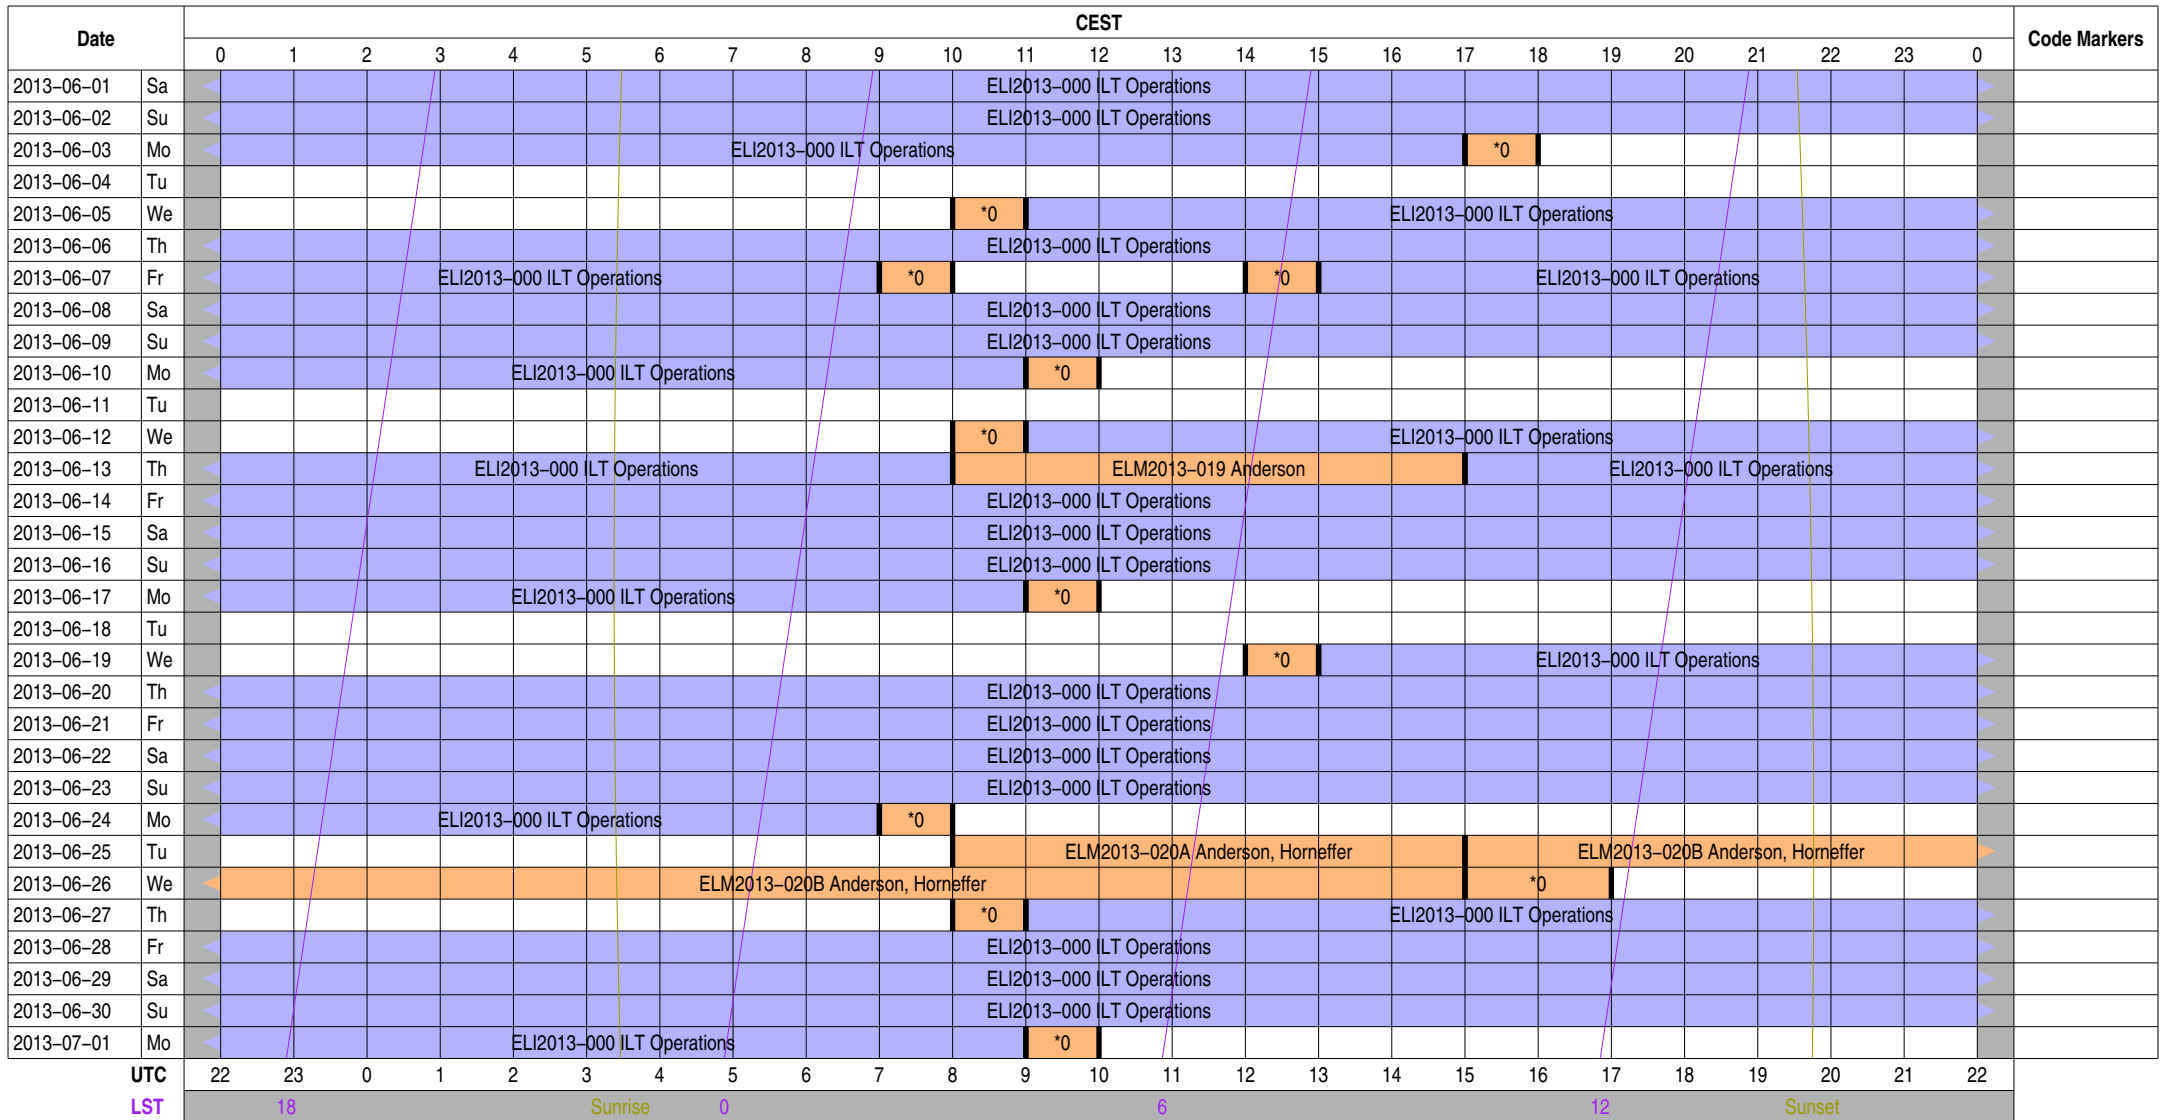 Date CEST Code Markers
0 1 2 3 4 5 6 7 8 9 10 11 12 13 14 15 16 17 18 19 20 21 22 23 0
2013-06-01 Sa ELI2013-000 ILT Operations
2013-06-02 Su ELI2013-000 ILT Operations
2013-06-03 Mo ELI2013-000 ILT Operations *0
2013-06-04 Tu
2013-06-05 We *0 ELI2013-000 ILT Operations
2013-06-06 Th ELI2013-000 ILT Operations
2013-06-07 Fr ELI2013-000 ILT Operations *0 *0 ELI2013-000 ILT Operations
2013-06-08 Sa ELI2013-000 ILT Operations
2013-06-09 Su ELI2013-000 ILT Operations
2013-06-10 Mo ELI2013-000 ILT Operations *0
2013-06-11 Tu
2013-06-12 We *0 ELI2013-000 ILT Operations
2013-06-13 Th ELI2013-000 ILT Operations ELM2013-019 Anderson ELI2013-000 ILT Operations
2013-06-14 Fr ELI2013-000 ILT Operations
2013-06-15 Sa ELI2013-000 ILT Operations
2013-06-16 Su ELI2013-000 ILT Operations
2013-06-17 Mo ELI2013-000 ILT Operations *0
2013-06-18 Tu
2013-06-19 We *0 ELI2013-000 ILT Operations
2013-06-20 Th ELI2013-000 ILT Operations
2013-06-21 Fr ELI2013-000 ILT Operations
2013-06-22 Sa ELI2013-000 ILT Operations
2013-06-23 Su ELI2013-000 ILT Operations
2013-06-24 Mo ELI2013-000 ILT Operations *0
2013-06-25 Tu ELM2013-020A Anderson, Horneffer ELM2013-020B Anderson, Horneffer
2013-06-26 We ELM2013-020B Anderson, Horneffer *0
2013-06-27 Th *0 ELI2013-000 ILT Operations
2013-06-28 Fr ELI2013-000 ILT Operations
2013-06-29 Sa ELI2013-000 ILT Operations
2013-06-30 Su ELI2013-000 ILT Operations
2013-07-01 Mo ELI2013-000 ILT Operations *0
UTC 22 23 0 1 2 3 4 5 6 7 8 9 10 11 12 13 14 15 16 17 18 19 20 21 22
LST 18 Sunrise 0 6 12 Sunset